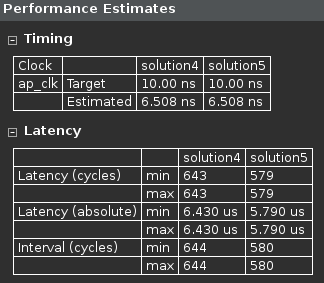 Performance Estimates
Timing
Clock solution4 solution5
ap_clk Target 10.00 ns 10.00 ns
Estimated 6.508 ns 6.508 ns
Latency
solution4 solution5
Latency (cycles) min 643 579
max 643 579
Latency (absolute) min 6.430 us 5.790 us
max 6.430 us 5.790 us
Interval (cycles) min 644 580
max 644 580